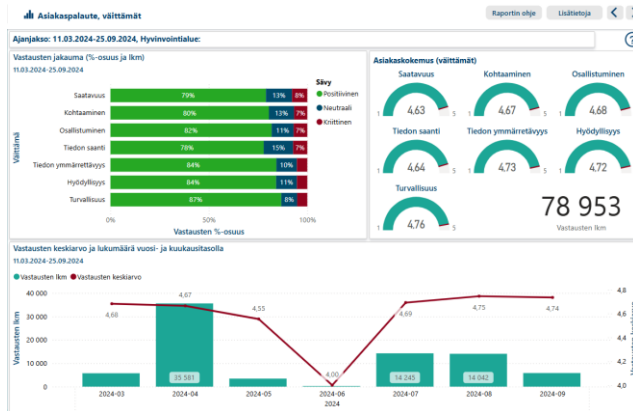 Asiakaspalaute, väittämät
Raportin ohje
Lisätietoja
Ajanjakso: 11.03.2024-25.09.2024, Hyvinvointialue:
Vastausten jakauma (%-osuus ja lkm)
11.03.2024-25.09.2024
Väittämä
Saatavuus 79% 13% 8%
Kohtaaminen 80% 13% 7%
Osallistuminen 82% 11% 7%
Tiedon saanti 78% 15% 7%
Tiedon ymmärrettävyys 84% 10%
Hyödyllisyys 84% 11%
Turvallisuus 87% 8%
0% 50% 100%
Vastausten %-osuus
Sävy
Positiivinen
Neutraali
Kriittinen
Asiakaskokemus (väittämät)
Saatavuus Kohtaaminen Osallistuminen
4,63 4,67 4,68
1 5 1 5 1 5
Tiedon saanti Tiedon ymmärretävyys Hyödyllisyys
4,64 4,73 4,72
1 5 1 5 1 5
Turvallisuus
4,76
1 5
78 953
Vastausten lkm
Vastausten keskiarvo ja lukumäärä vuosi- ja kuukausitasolla
11.03.2024-25.09.2024
Vastausten lkm Vastausten keskiarvo
Vastausten lkm
40 000
30 000
20 000
10 000
0
4,68 4,67 4,55 4,00 4,69 4,75 4,74
35 581 14 245 14 042
4,8
4,6
4,4
4,2
4,0
2024-03 2024-04 2024-05 2024-06 2024-07 2024-08 2024-09
2024